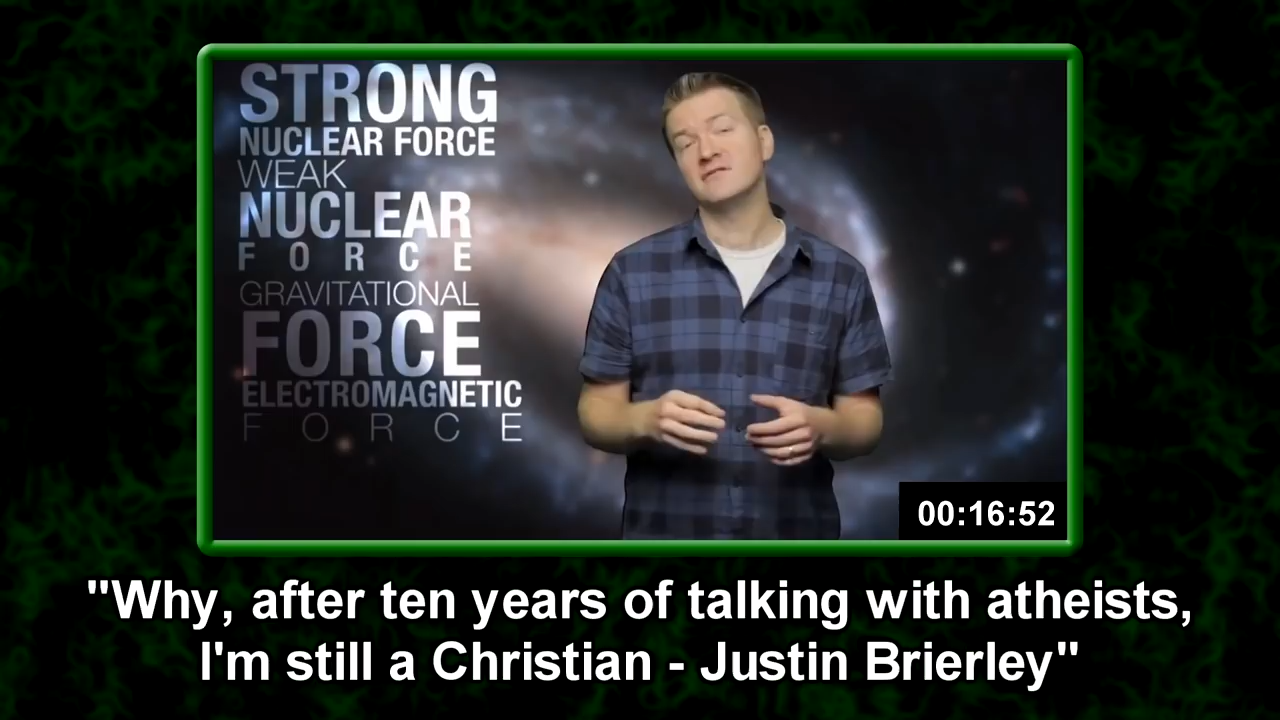 STRONG
NUCLEAR FORCE
WEAK
NUCLEAR
FORCE
GRAVITATIONAL
FORCE
ELECTROMAGNETIC
FORCE
00:16:52
"Why, after ten years of talking with atheists,
I'm still a Christian - Justin Brierley"